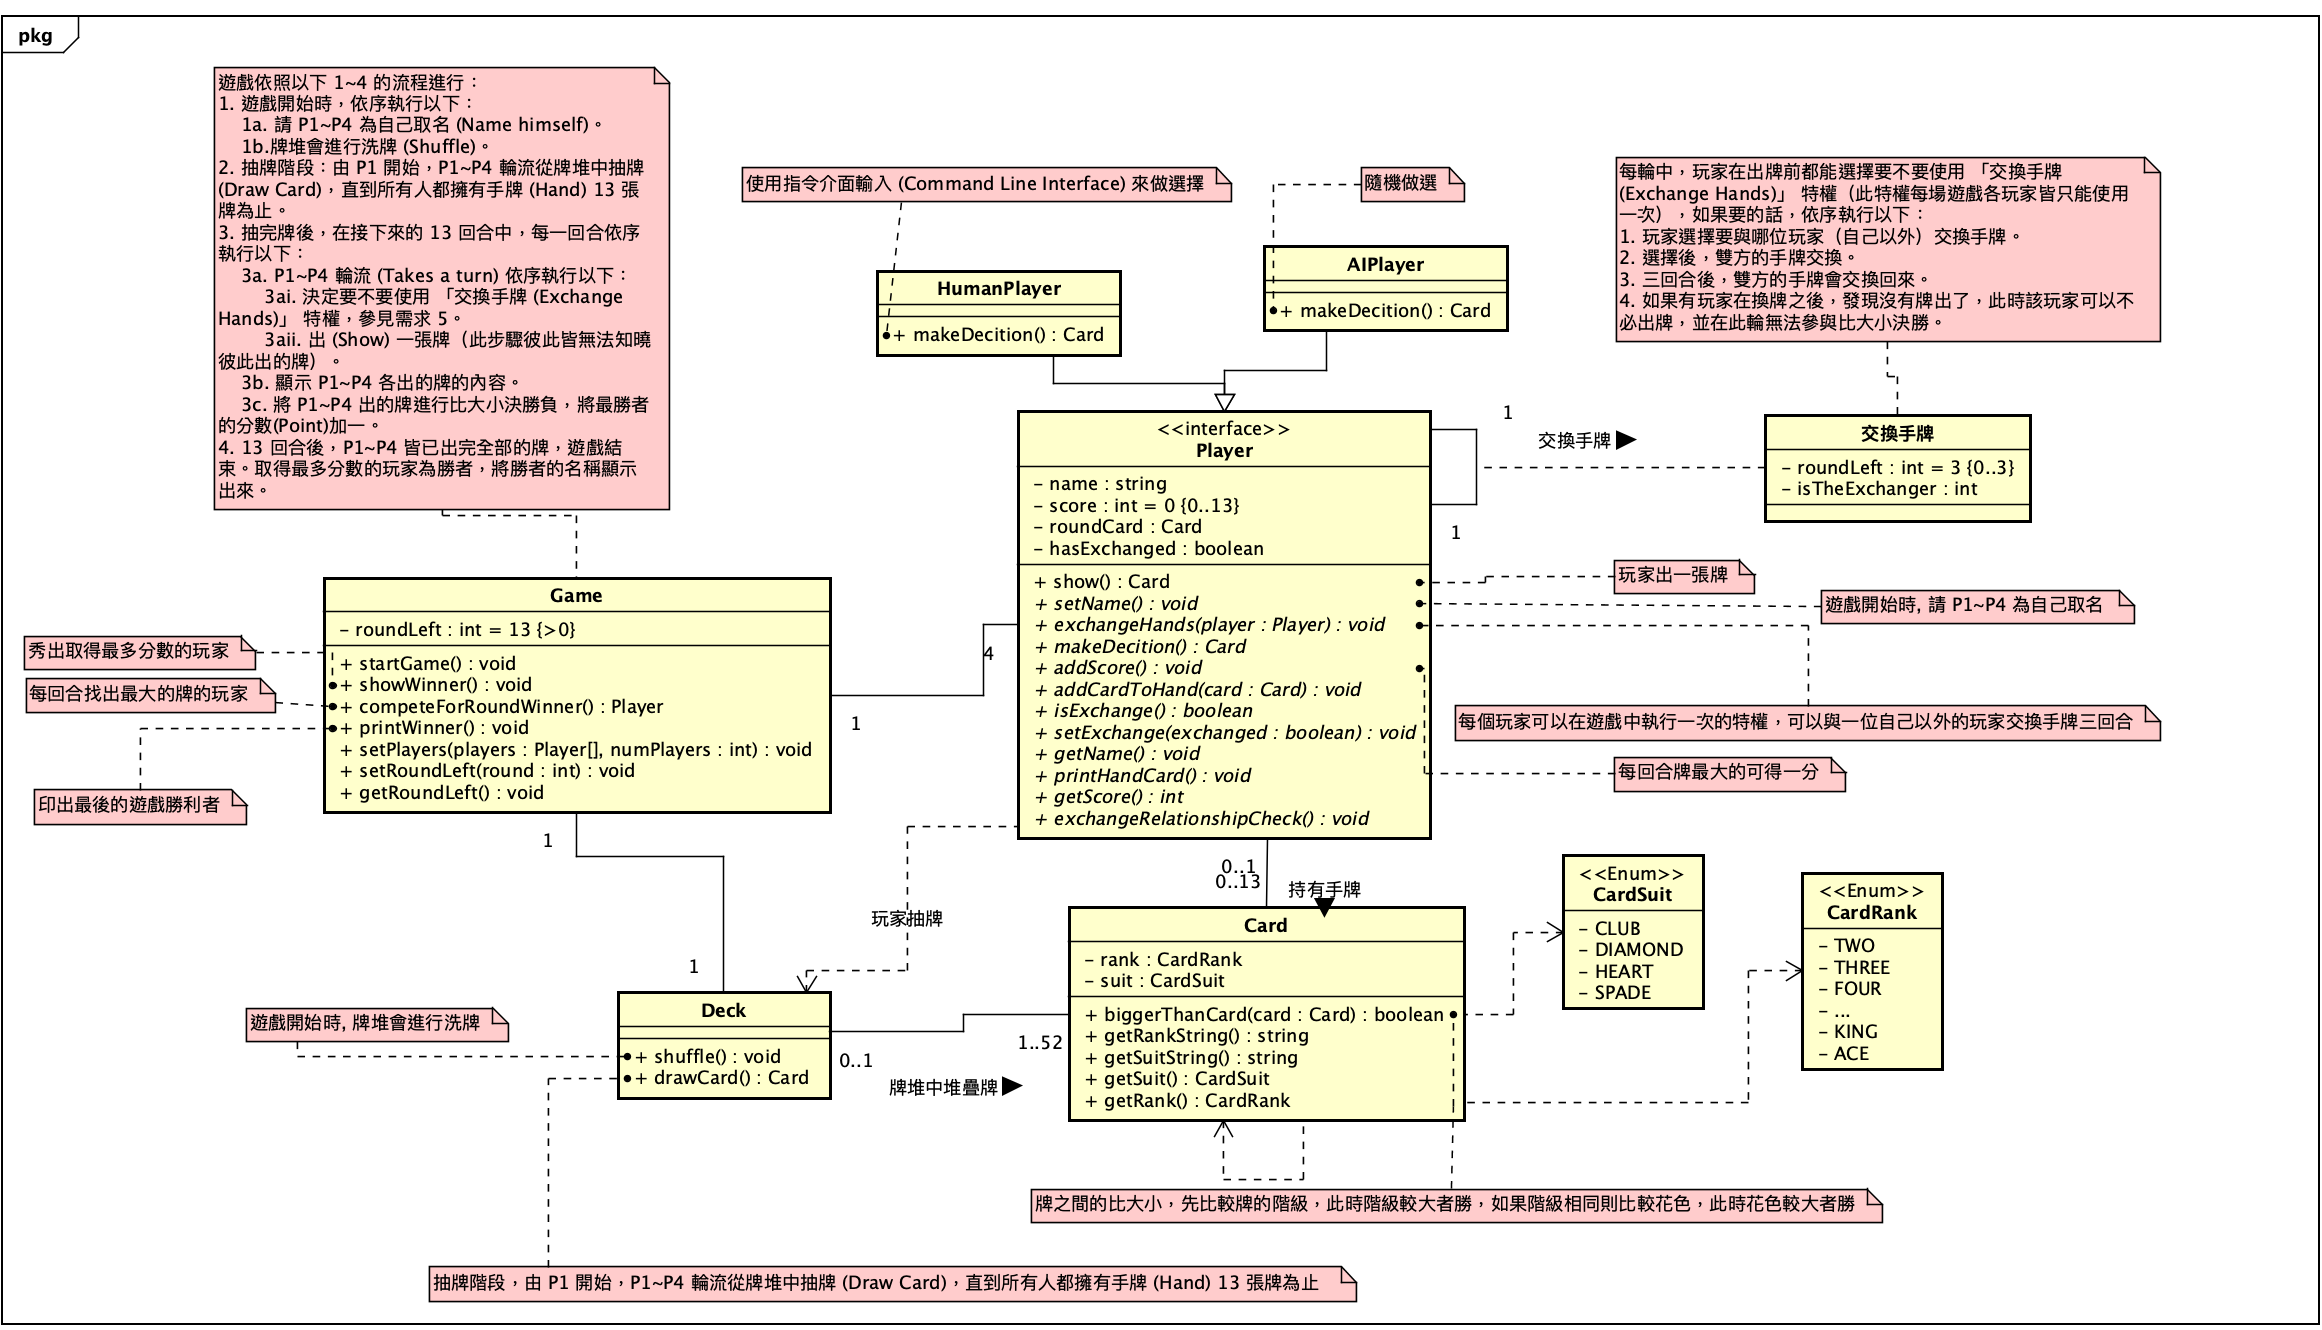 pkg
遊戲依照以下 1~4 的流程進行：
1. 遊戲開始時，依序執行以下：
1a. 請 P1~P4 為自己取名 (Name himself)。
1b.牌堆會進行洗牌 (Shuffle)。
2. 抽牌階段：由 P1 開始，P1~P4 輪流從牌堆中抽牌
(Draw Card)，直到所有人都擁有手牌 (Hand) 13 張
牌為止。
3. 抽完牌後，在接下來的 13 回合中，每一回合依序
執行以下：
3a. P1~P4 輪流 (Takes a turn) 依序執行以下：
3ai. 決定要不要使用 「交換手牌 (Exchange
Hands)」 特權，參見需求 5。
3aii. 出 (Show) 一張牌（此步驟彼此皆無法知曉
彼此出的牌）。
3b. 顯示 P1~P4 各出的牌的內容。
3c. 將 P1~P4 出的牌進行比大小決勝負，將最勝者
的分數(Point)加一。
4. 13 回合後，P1~P4 皆已出完全部的牌，遊戲結
束。取得最多分數的玩家為勝者，將勝者的名稱顯示
出來。
使用指令介面輸入 (Command Line Interface) 來做選擇
隨機做選
每輪中，玩家在出牌前都能選擇要不要使用 「交換手牌
(Exchange Hands)」 特權（此特權每場遊戲各玩家皆只能使用
一次），如果要的話，依序執行以下：
1. 玩家選擇要與哪位玩家（自己以外）交換手牌。
2. 選擇後，雙方的手牌交換。
3. 三回合後，雙方的手牌會交換回來。
4. 如果有玩家在換牌之後，發現沒有牌出了，此時該玩家可以不
必出牌，並在此輪無法參與比大小決勝。
HumanPlayer
+ makeDecition() : Card
AIPlayer
+ makeDecition() : Card
<<interface>>
Player
- name : string
- score : int = 0 {0..13}
- roundCard : Card
- hasExchanged : boolean
+ show() : Card
+ setName() : void
+ exchangeHands(player : Player) : void
+ makeDecition() : Card
+ addScore() : void
+ addCardToHand(card : Card) : void
+ isExchange() : boolean
+ setExchange(exchanged : boolean) : void
+ getName() : void
+ printHandCard() : void
+ getScore() : int
+ exchangeRelationshipCheck() : void
1
交換手牌
1
交換手牌
- roundLeft : int = 3 {0..3}
- isTheExchanger : int
玩家出一張牌
遊戲開始時, 請 P1~P4 為自己取名
每個玩家可以在遊戲中執行一次的特權，可以與一位自己以外的玩家交換手牌三回合
每回合牌最大的可得一分
Game
- roundLeft : int = 13 {>0}
+ startGame() : void
+ showWinner() : void
+ competeForRoundWinner() : Player
+ printWinner() : void
+ setPlayers(players : Player[], numPlayers : int) : void
+ setRoundLeft(round : int) : void
+ getRoundLeft() : void
秀出取得最多分數的玩家
每回合找出最大的牌的玩家
印出最後的遊戲勝利者
4
1
1
1
玩家抽牌
0..1
0..13
持有手牌
Deck
+ shuffle() : void
+ drawCard() : Card
遊戲開始時, 牌堆會進行洗牌
0..1
1..52
牌堆中堆疊牌
Card
- rank : CardRank
- suit : CardSuit
+ biggerThanCard(card : Card) : boolean
+ getRankString() : string
+ getSuitString() : string
+ getSuit() : CardSuit
+ getRank() : CardRank
<<Enum>>
CardSuit
- CLUB
- DIAMOND
- HEART
- SPADE
<<Enum>>
CardRank
- TWO
- THREE
- FOUR
- ...
- KING
- ACE
牌之間的比大小，先比較牌的階級，此時階級較大者勝，如果階級相同則比較花色，此時花色較大者勝
抽牌階段，由 P1 開始，P1~P4 輪流從牌堆中抽牌 (Draw Card)，直到所有人都擁有手牌 (Hand) 13 張牌為止